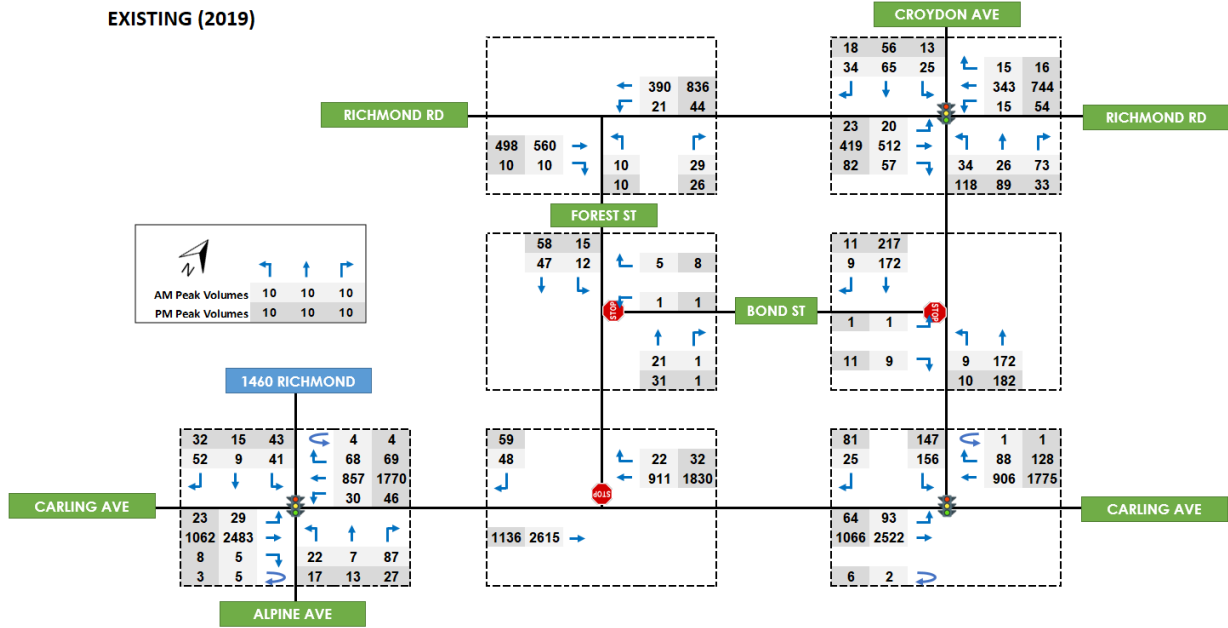 EXISTING (2019)
CROYDON AVE
18 56 13
34 65 25
15 16
343 744
15 54
390 836
21 44
RICHMOND RD
RICHMOND RD
498 560
10 10
10 29
10 26
23 20
419 512
82 57
34 26 73
118 89 33
FOREST ST
N
AM Peak Volumes 10 10 10
PM Peak Volumes 10 10 10
58 15
47 12
5 8
1 1
STOP
BOND ST
21 1
31 1
11 217
9 172
STOP
1 1
11 9
9 172
10 182
1460 RICHMOND
32 15 43
52 9 41
4 4
68 69
857 1770
30 46
CARLING AVE
23 29
1062 2483
8 5
3 5
22 7 87
17 13 27
ALPINE AVE
59
48
22 32
911 1830
STOP
1136 2615
81 147
25 156
1 1
88 128
906 1775
CARLING AVE
64 93
1066 2522
6 2